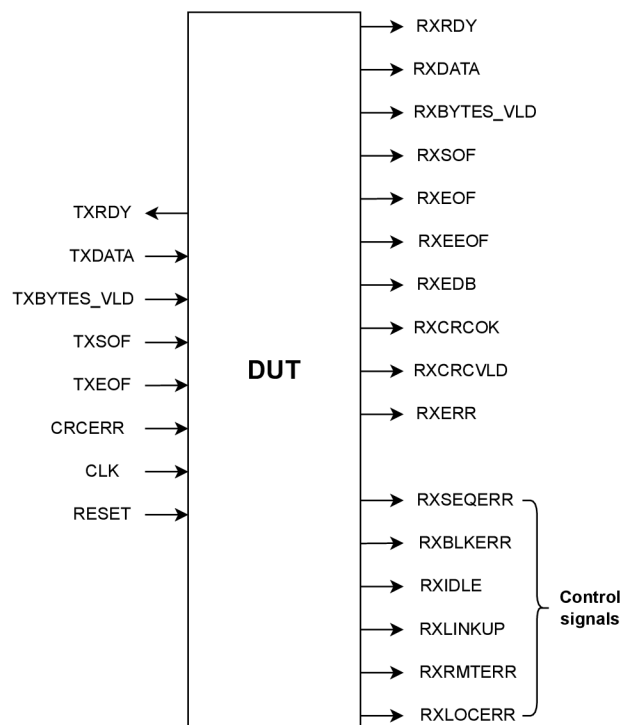 TXRDY
TXDATA
TXBYTES_VLD
TXSOF
TXEOF
CRCERR
CLK
RESET
DUT
RXRDY
RXDATA
RXBYTES_VLD
RXSOF
RXEOF
RXEEOF
RXEDB
RXCRCOK
RXCRCVLD
RXERR
RXSEQERR
RXBLKERR
RXIDLE
RXLINKUP
RXRMTERR
RXLOCERR
Control
signals